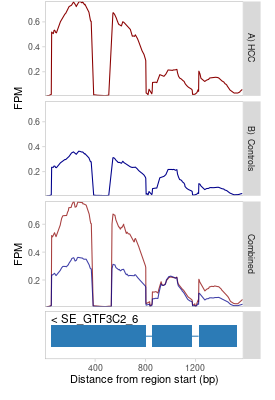 A) HCC
0.6
0.4
0.2
FPM
B) Controls
0.6
0.4
0.2
Combined
0.6
0.4
0.2
FPM
< SE_GTF3C2_6
400
800
1200
Distance from region start (bp)